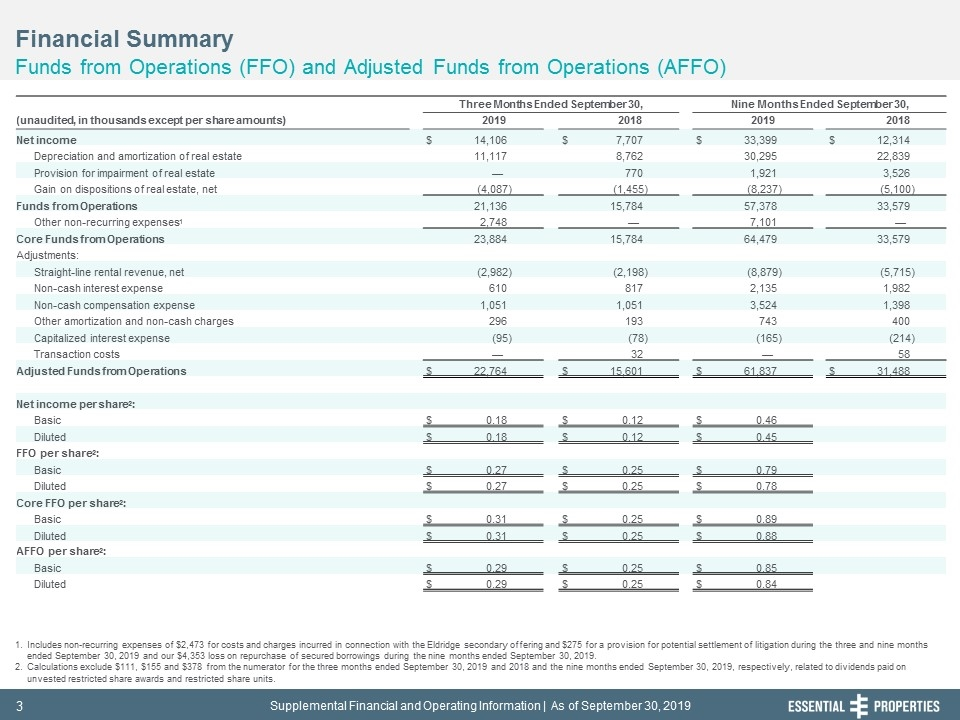 Financial Summary
Funds from Operations (FFO) and Adjusted Funds from Operations (AFFO)
Three Months Ended September 30, Nine Months Ended September 30,
(unaudited, in thousands except per share amounts) 2019 2018 2019 2018
Net income $ 14,106 $ 7,707 $ 33,399 $ 12,314
Depreciation and amortization of real estate 11,117 8,762 30,295 22,839
Provision for impairment of real estate — 770 1,921 3,526
Gain on dispositions of real estate, net (4,087) (1,455) (8,237) (5,100)
Funds from Operations 21,136 15,784 57,378 33,579
Other non-recurring expenses1 2,748 — 7,101 —
Core Funds from Operations 23,884 15,784 64,479 33,579
Adjustments:
Straight-line rental revenue, net (2,982) (2,198) (8,879) (5,715)
Non-cash interest expense 610 817 2,135 1,982
Non-cash compensation expense 1,051 1,051 3,524 1,398
Other amortization and non-cash charges 296 193 743 400
Capitalized interest expense (95) (78) (165) (214)
Transaction costs — 32 — 58
Adjusted Funds from Operations $ 22,764 $ 15,601 $ 61,837 $ 31,488
Net income per share2:
Basic $ 0.18 $ 0.12 $ 0.46
Diluted $ 0.18 $ 0.12 $ 0.45
FFO per share2:
Basic $ 0.27 $ 0.25 $ 0.79
Diluted $ 0.27 $ 0.25 $ 0.78
Core FFO per share2:
Basic $ 0.31 $ 0.25 $ 0.89
Diluted $ 0.31 $ 0.25 $ 0.88
AFFO per share2:
Basic $ 0.29 $ 0.25 $ 0.85
Diluted $ 0.29 $ 0.25 $ 0.84
1. Includes non-recurring expenses of $2,473 for costs and charges incurred in connection with the Eldridge secondary offering and $275 for a provision for potential settlement of litigation during the three and nine months
ended September 30, 2019 and our $4,353 loss on repurchase of secured borrowings during the nine months ended September 30, 2019.
2. Calculations exclude $111, $155 and $378 from the numerator for the three months ended September 30, 2019 and 2018 and the nine months ended September 30, 2019, respectively, related to dividends paid on
unvested restricted share awards and restricted share units.
3 Supplemental Financial and Operating Information | As of September 30, 2019 ESSENTIAL PROPERTIES